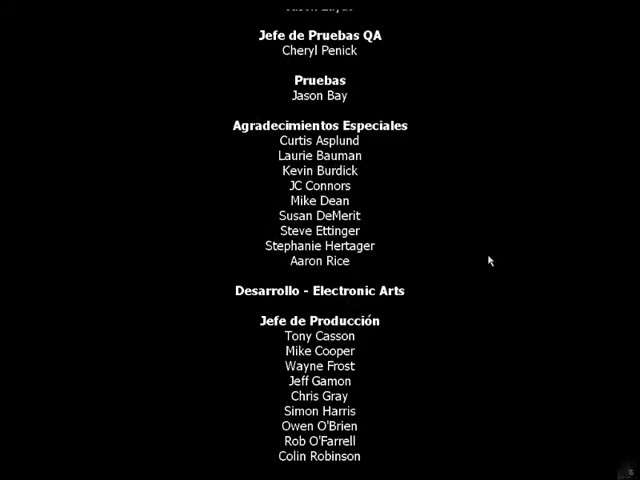 Jefe de Pruebas QA
Cheryl Penick
Pruebas
Jason Bay
Agradecimientos Especiales
Curtis Asplund
Laurie Bauman
Kevin Burdick
JC Connors
Mike Dean
Susan DeMerit
Steve Ettinger
Stephanie Hertager
Aaron Rice
Desarrollo - Electronic Arts
Jefe de Producción
Tony Casson
Mike Cooper
Wayne Frost
Jeff Gamon
Chris Gray
Simon Harris
Owen O'Brien
Rob O'Farrell
Colin Robinson